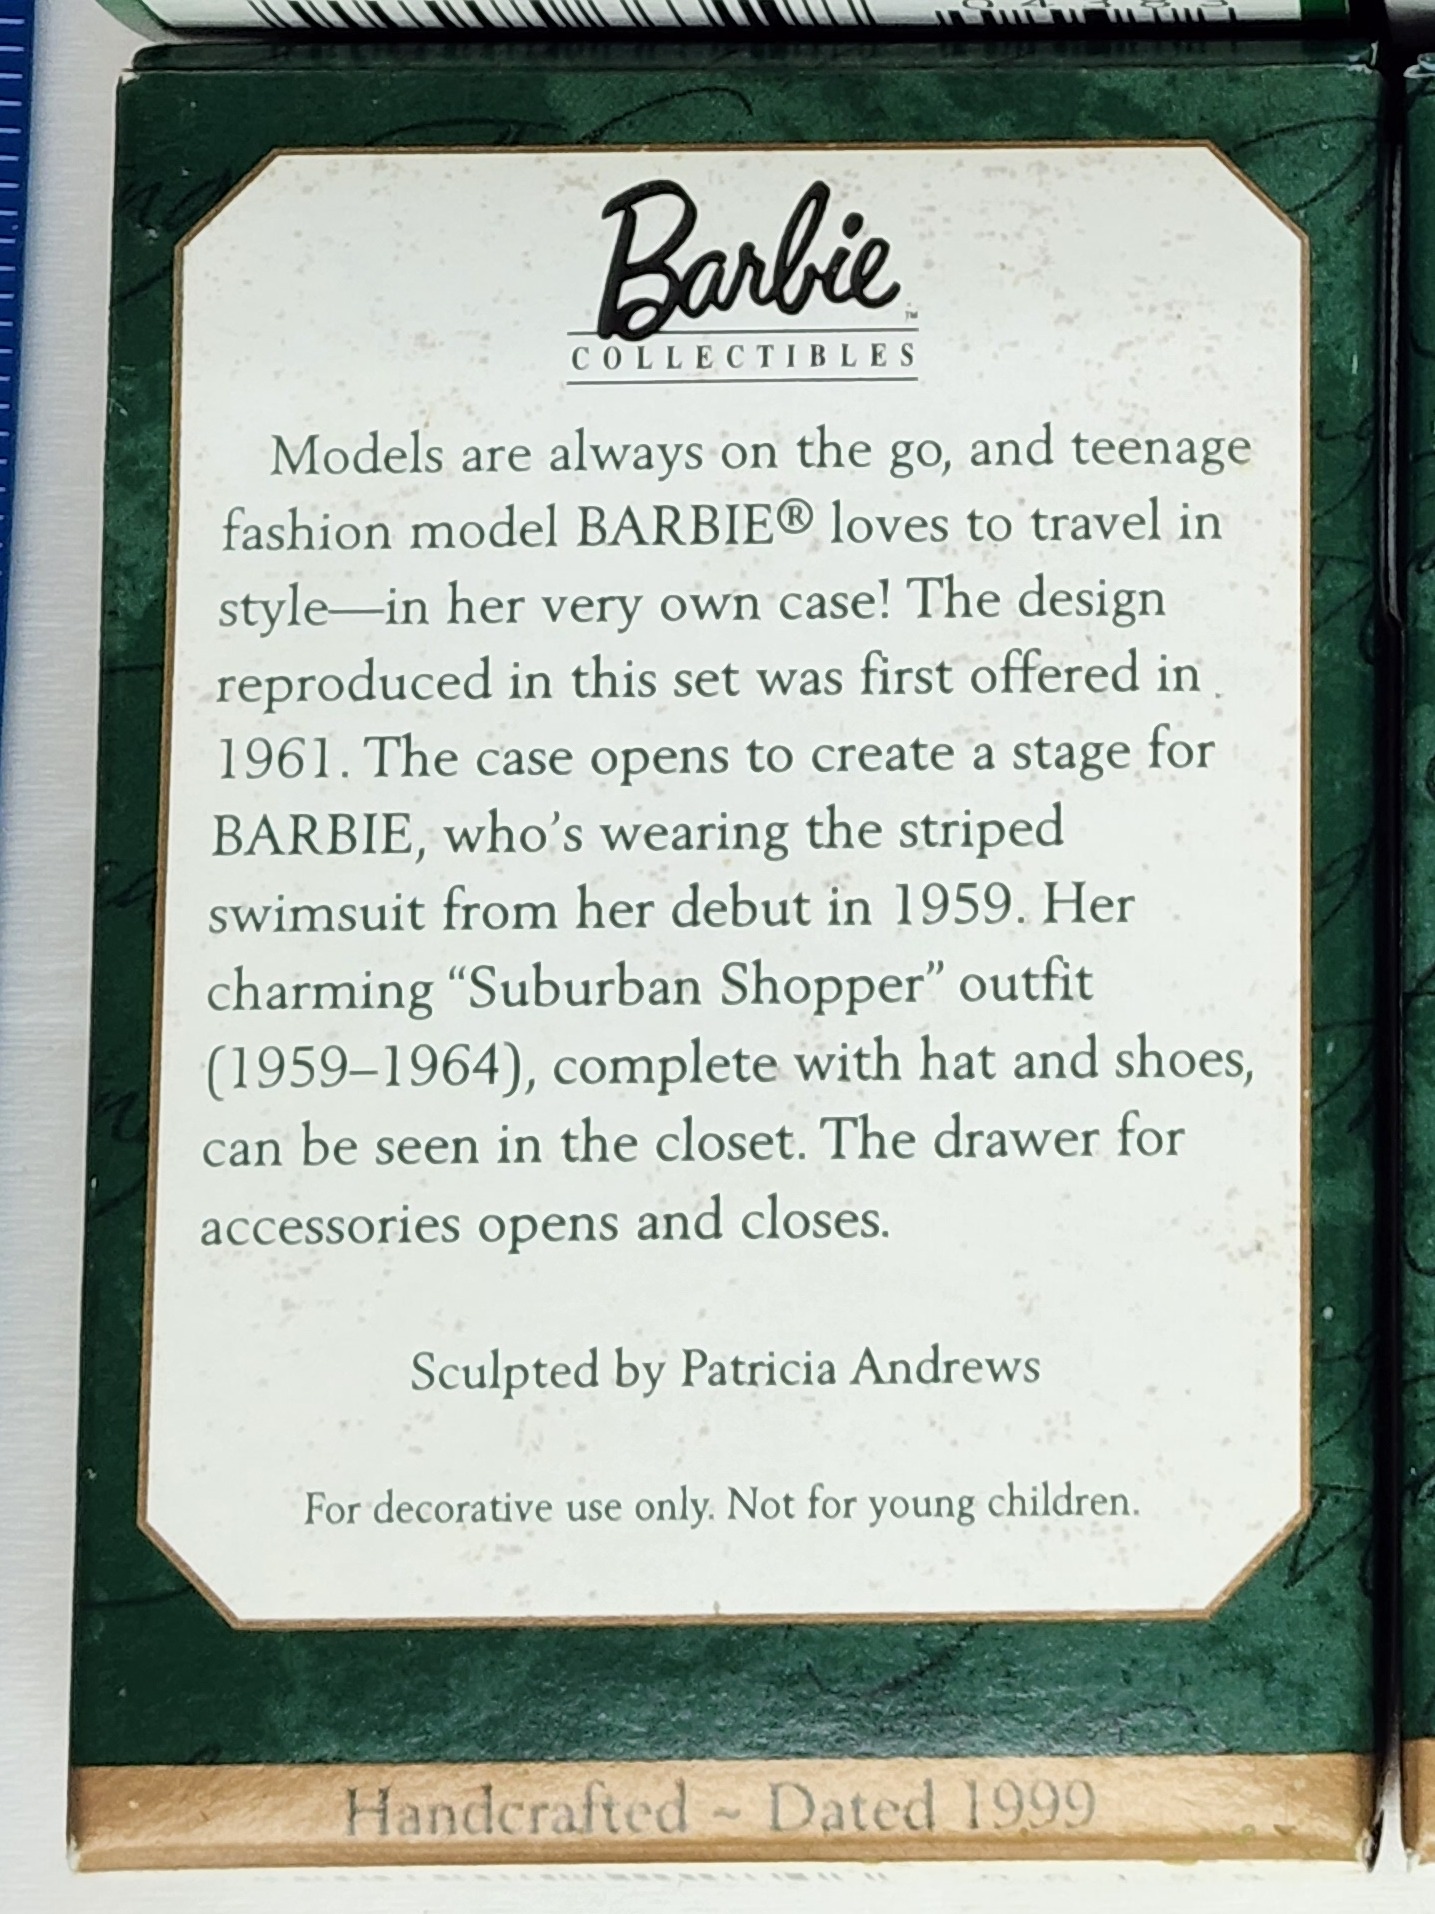 Barbie™
COLLECTIBLES
Models are always on the go, and teenage
fashion model BARBIE® loves to travel in
style—in her very own case! The design
reproduced in this set was first offered in
1961. The case opens to create a stage for
BARBIE, who’s wearing the striped
swimsuit from her debut in 1959. Her
charming “Suburban Shopper” outfit
(1959–1964), complete with hat and shoes,
can be seen in the closet. The drawer for
accessories opens and closes.
Sculpted by Patricia Andrews
For decorative use only. Not for young children.
Handcrafted ~ Dated 1999